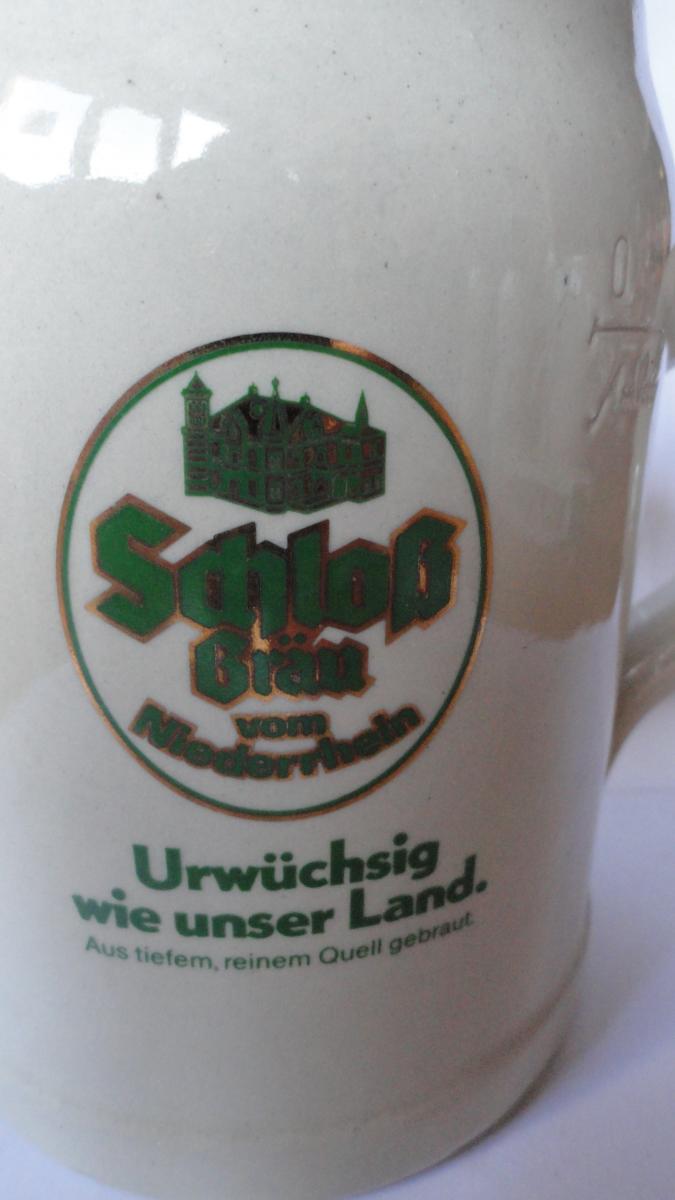 Schloß
Bräu
vom
Niederrhein
Urwüchsig
wie unser Land.
Aus tiefem, reinem Quell gebraut.